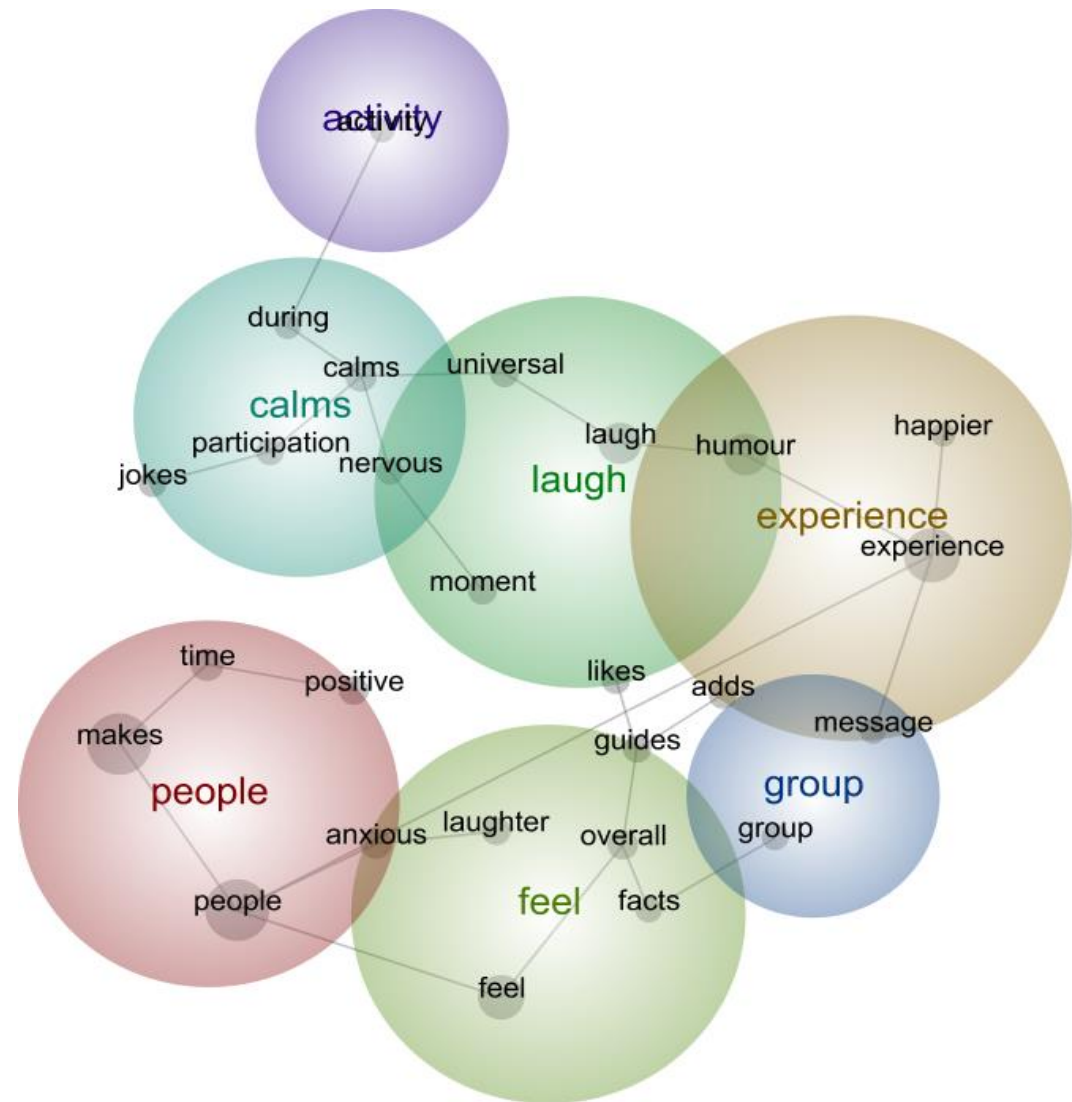 activity
activity
during
calms
universal
calms
participation
nervous
jokes
laugh
humour
happier
laugh
experience
experience
moment
time
positive
likes
adds
makes
guides
message
people
group
anxious
laughter
overall
group
people
feel
facts
feel